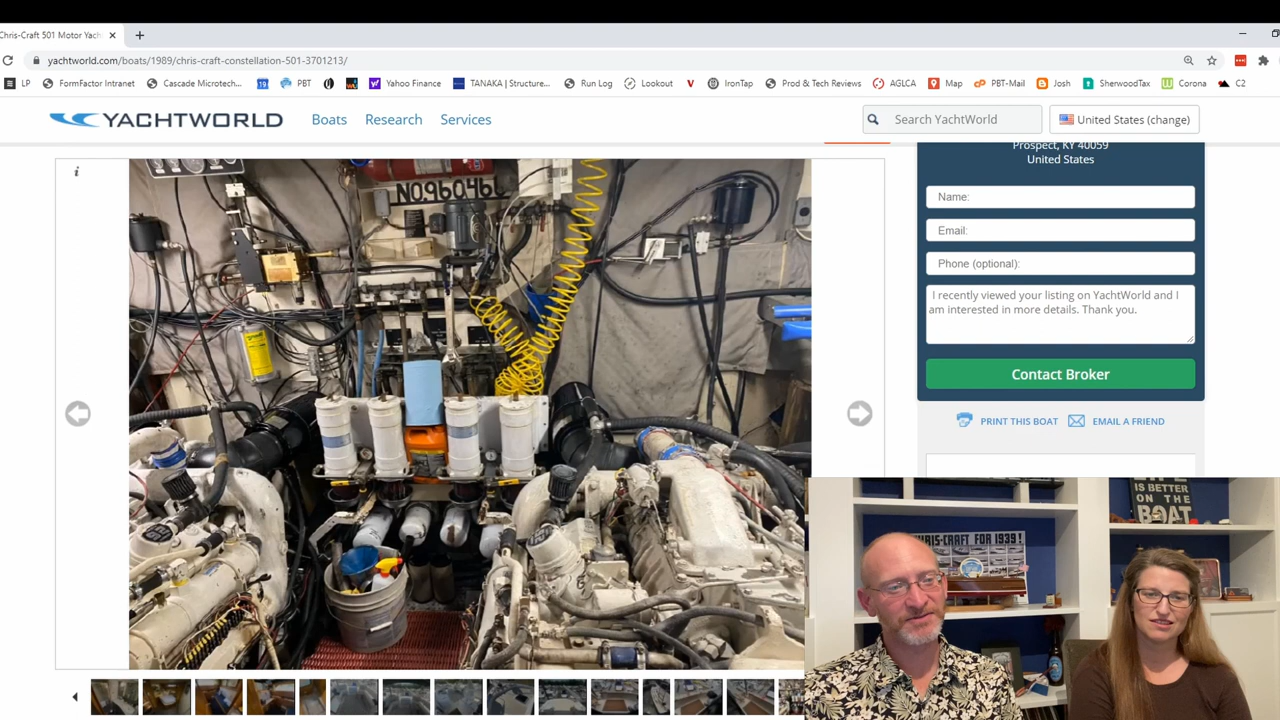 Chris-Craft 501 Motor Yach
yachtworld.com/boats/1989/chris-craft-constellation-501-3701213/
LP FormFactor Intranet Cascade Microtech... 19 PBT Yahoo Finance TANAKA | Structure... Run Log Lookout V IronTap Prod & Tech Reviews AGLCA Map PBT-Mail Josh SherwoodTax Corona C2
YACHTWORLD Boats Research Services Search YachtWorld United States (change)
Prospect, KY 40059
United States
i
NO.96046
Name:
Email:
Phone (optional):
I recently viewed your listing on YachtWorld and I
am interested in more details. Thank you.
Contact Broker
PRINT THIS BOAT EMAIL A FRIEND
IS BETTER
ON THE
BOAT
CHRIS-CRAFT FOR 1939!